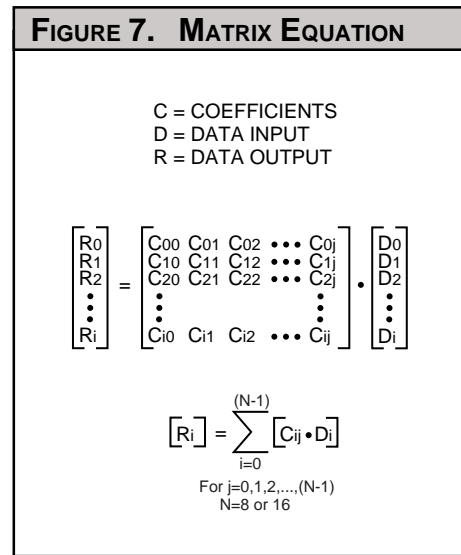 FIGURE 7. MATRIX EQUATION
C = COEFFICIENTS
D = DATA INPUT
R = DATA OUTPUT
R0 C00 C01 C02 ••• C0j D0
R1 C10 C11 C12 ••• C1j D1
R2 = C20 C21 C22 ••• C2j • D2
• • • •
• • • •
• • • •
Ri Ci0 Ci1 Ci2 ••• Cij Di
(N-1)
[Ri] = ∑ [Cij•Di]
i=0
For j=0,1,2,...,(N-1)
N=8 or 16